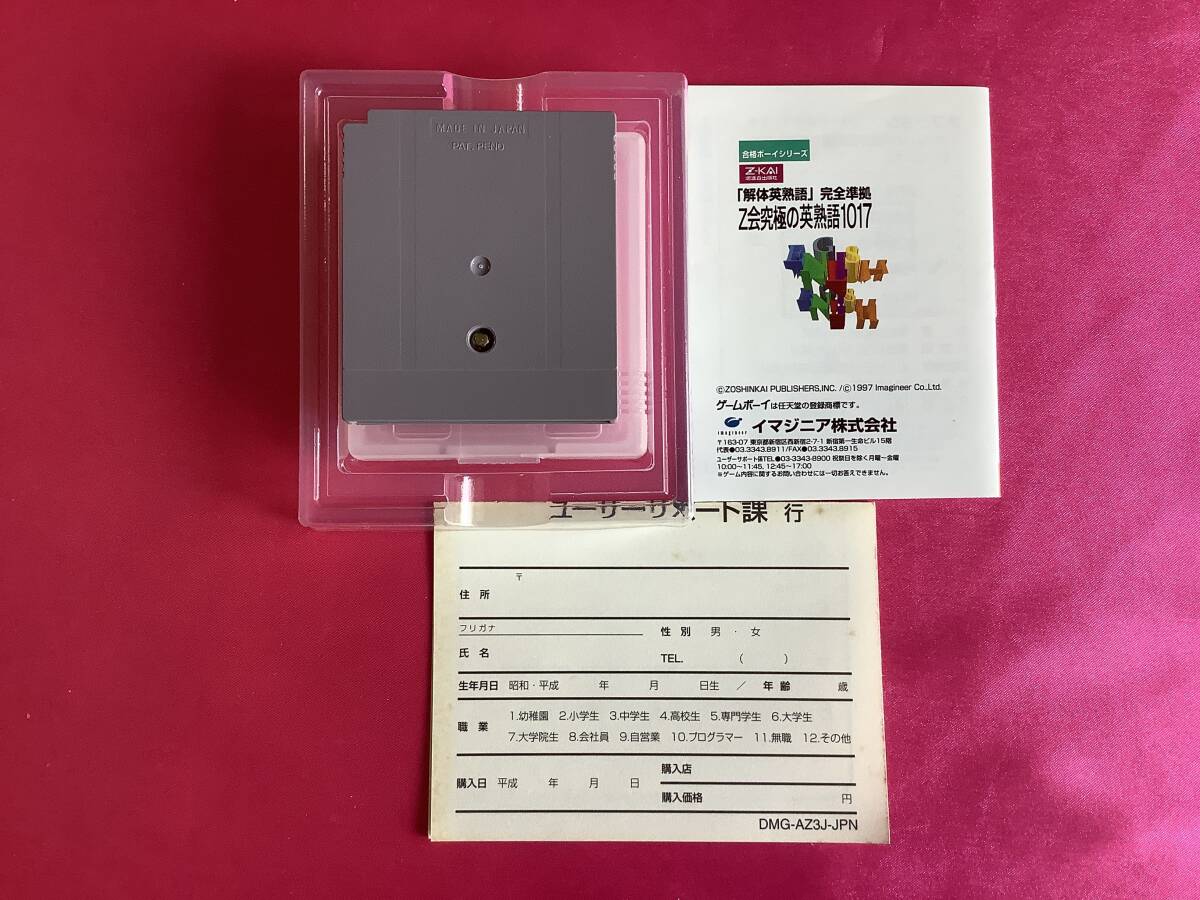 MADE IN JAPAN
PAT. PEND
合格ボーイシリーズ
Z-KAI
「解体英熟語」完全準拠
Z会究極の英熟語1017
©ZOSHINKAI PUBLISHERS,INC. /©1997 Imagineer Co.,Ltd.
ゲームボーイは任天堂の登録商標です。
imagineer イマジニア株式会社
〒163-07 東京都新宿区西新宿2-7-1 新宿第一生命ビル15階
代表●03.3343.8911/FAX●03.3343.8915
ユーザーサポート係TEL●03-3343-8900 祝祭日を除く月曜〜金曜
10:00〜11:45, 12:45〜17:00
※ゲーム内容に関するお問い合わせには一切お答えできません。
ユーザーサポート課 行
〒
住所
フリガナ
性別 男 · 女
氏名
TEL. ( )
生年月日 昭和·平成 年 月 日生 / 年齢 歳
職業
1.幼稚園 2.小学生 3.中学生 4.高校生 5.専門学生 6.大学生
7.大学院生 8.会社員 9.自営業 10.プログラマー 11.無職 12.その他
購入日 平成 年 月 日
購入店
購入価格 円
DMG-AZ3J-JPN